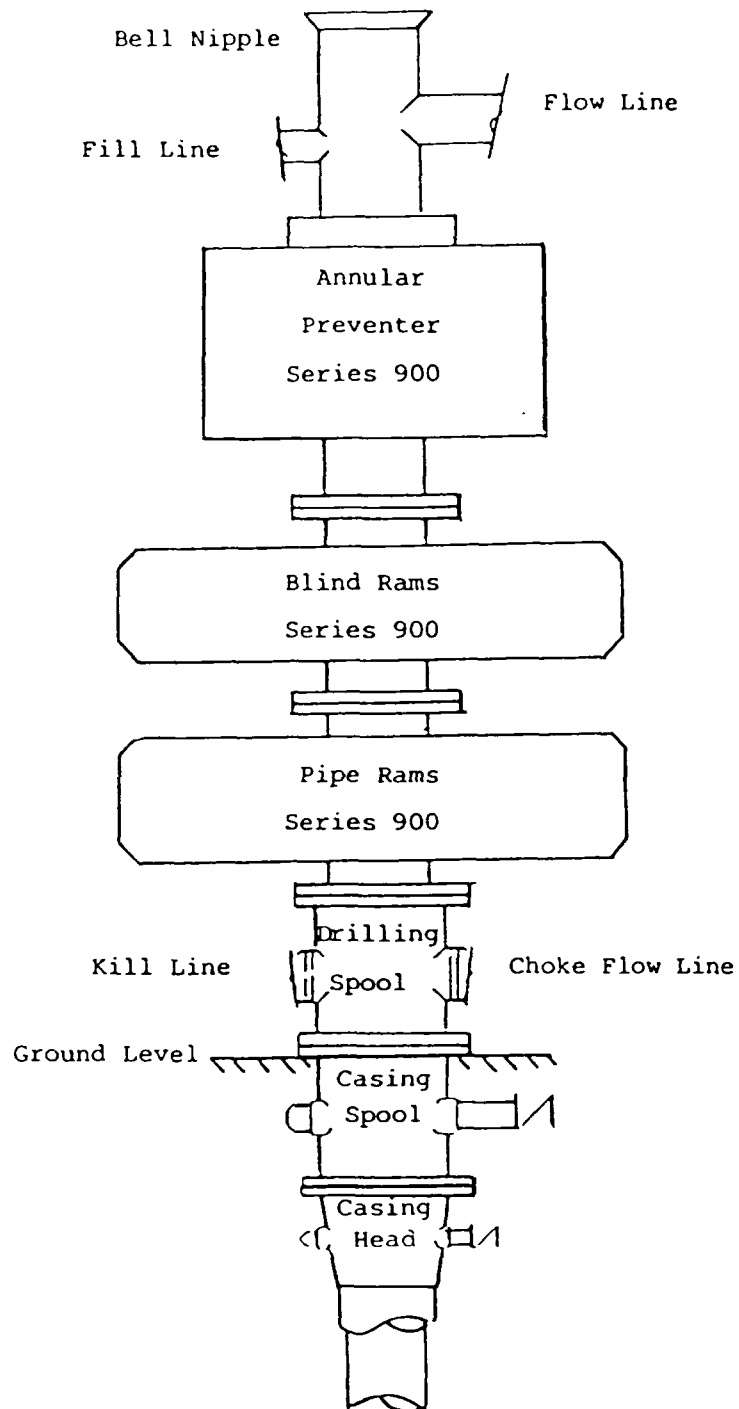 Bell Nipple
Flow Line
Fill Line
Annular
Preventer
Series 900
Blind Rams
Series 900
Pipe Rams
Series 900
Drilling
Kill Line
Spool
Choke Flow Line
Ground Level
Casing
Spool
Casing
Head